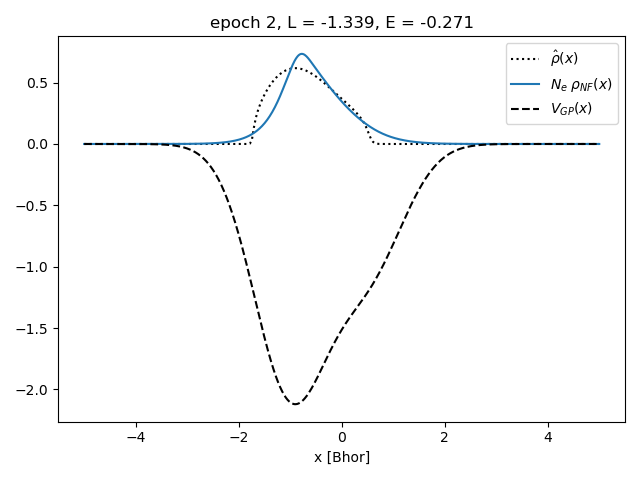 epoch 2, L = -1.339, E = -0.271
ρ̂(x)
Nₑ ρ_NF(x)
V_GP(x)
0.5
0.0
−0.5
−1.0
−1.5
−2.0
−4
−2
0
2
4
x [Bhor]